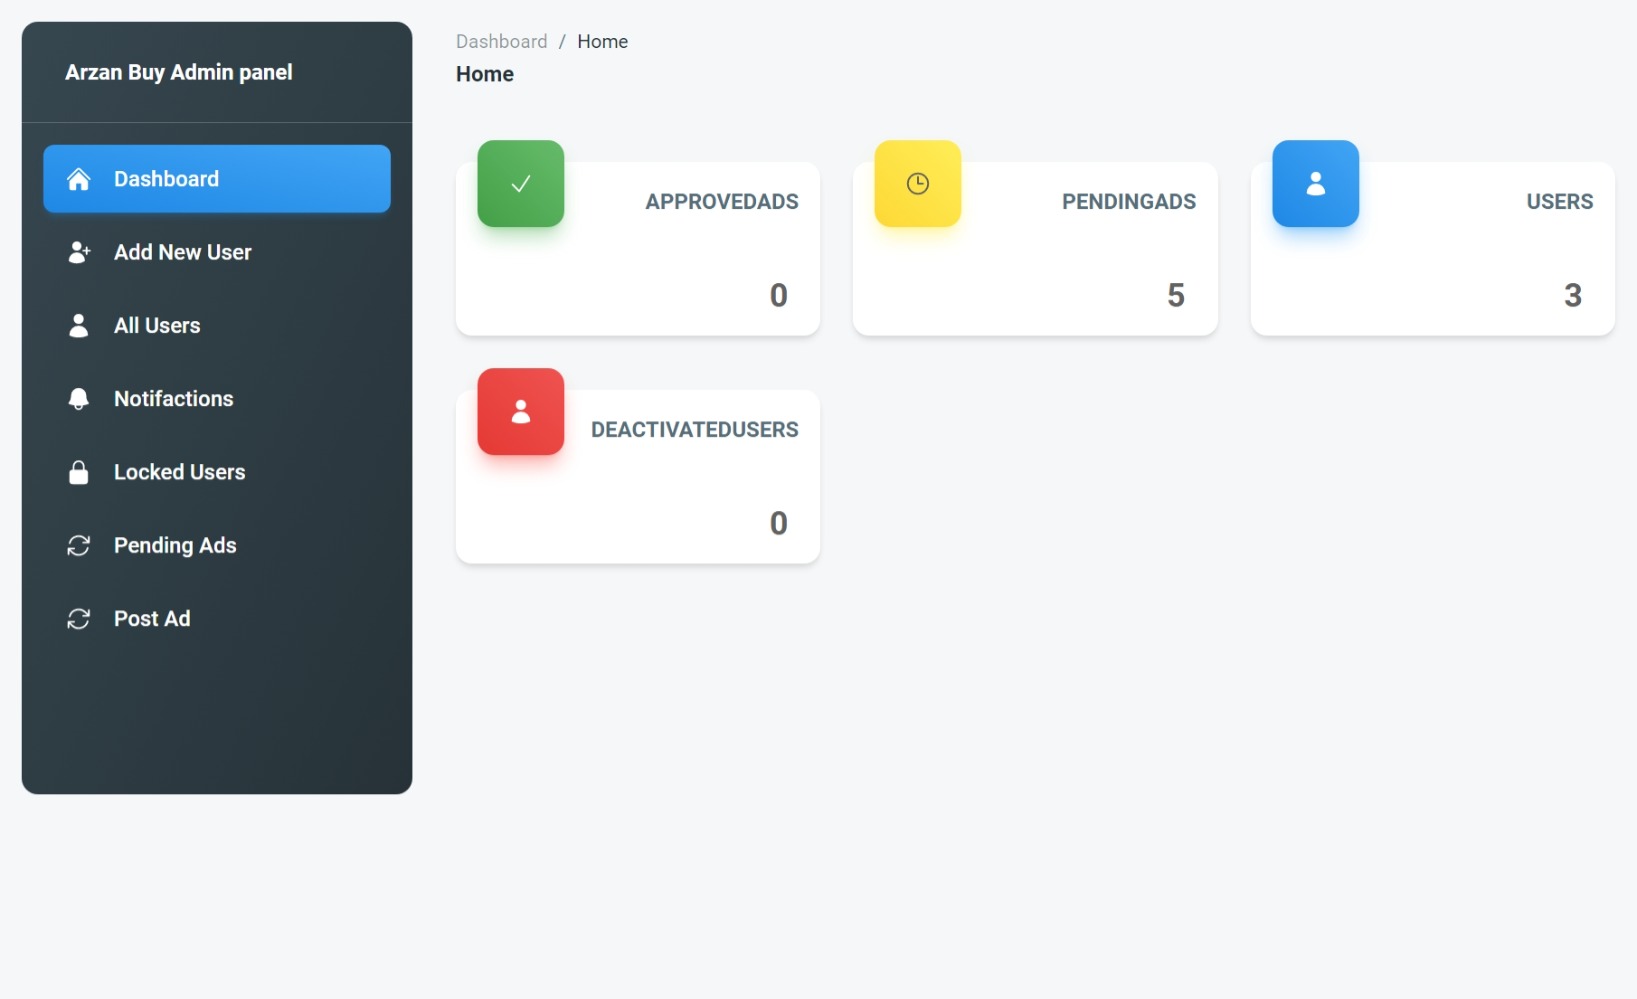 Arzan Buy Admin panel
Dashboard
Add New User
All Users
Notifactions
Locked Users
Pending Ads
Post Ad
Dashboard / Home
Home
APPROVEDADS
0
PENDINGADS
5
USERS
3
DEACTIVATEDUSERS
0